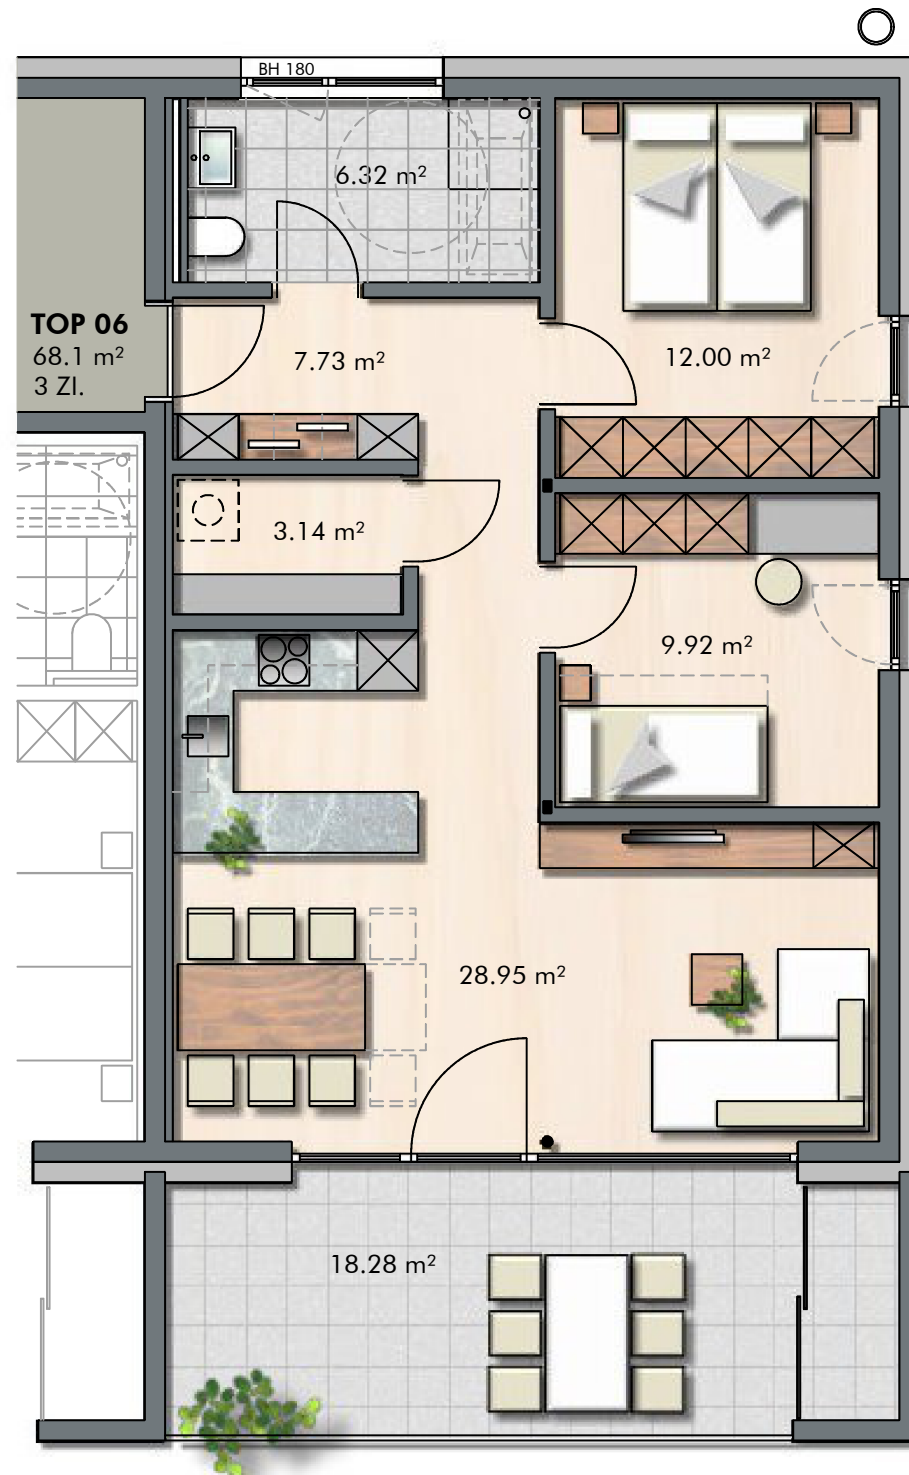 BH 180
6.32 m²
TOP 06
68.1 m²
3 ZI.
7.73 m²
12.00 m²
3.14 m²
9.92 m²
28.95 m²
18.28 m²